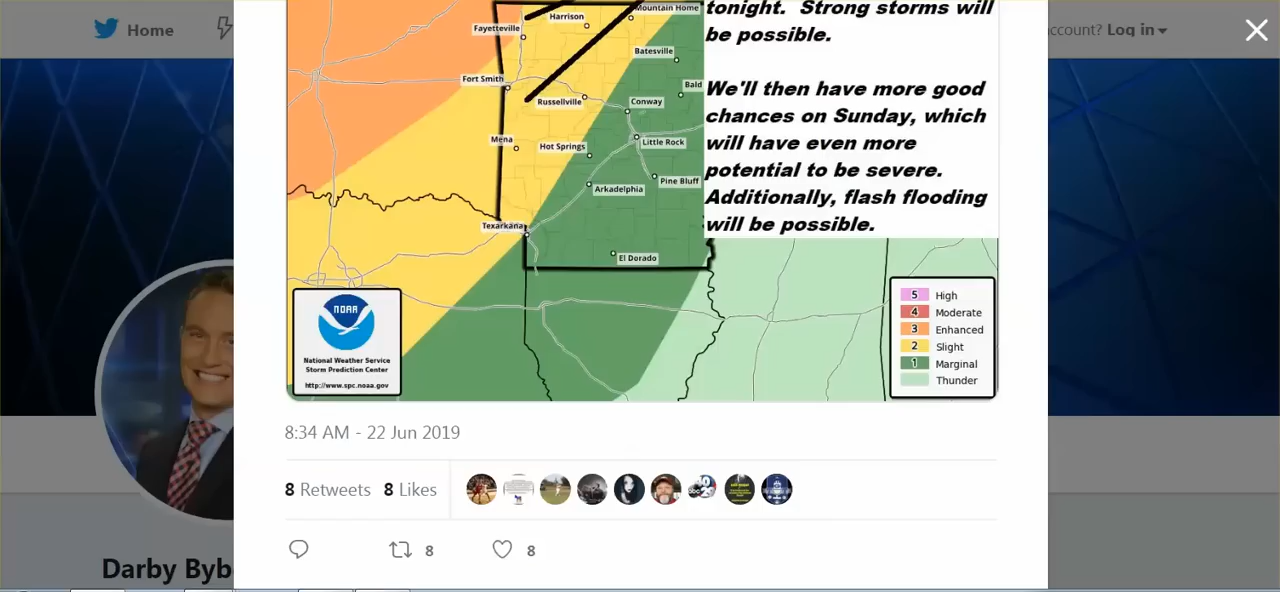 Home
ccount? Log in
Mountain Home
Harrison
Fayetteville
Batesville
Fort Smith
Bald
Russellville
Conway
Mena
Hot Springs
Little Rock
Pine Bluff
Arkadelphia
Texarkana
El Dorado
tonight. Strong storms will
be possible.
We'll then have more good
chances on Sunday, which
will have even more
potential to be severe.
Additionally, flash flooding
will be possible.
NOAA
National Weather Service
Storm Prediction Center
http://www.spc.noaa.gov
5 High
4 Moderate
3 Enhanced
2 Slight
1 Marginal
Thunder
8:34 AM - 22 Jun 2019
8 Retweets 8 Likes
8 8
Darby Byb